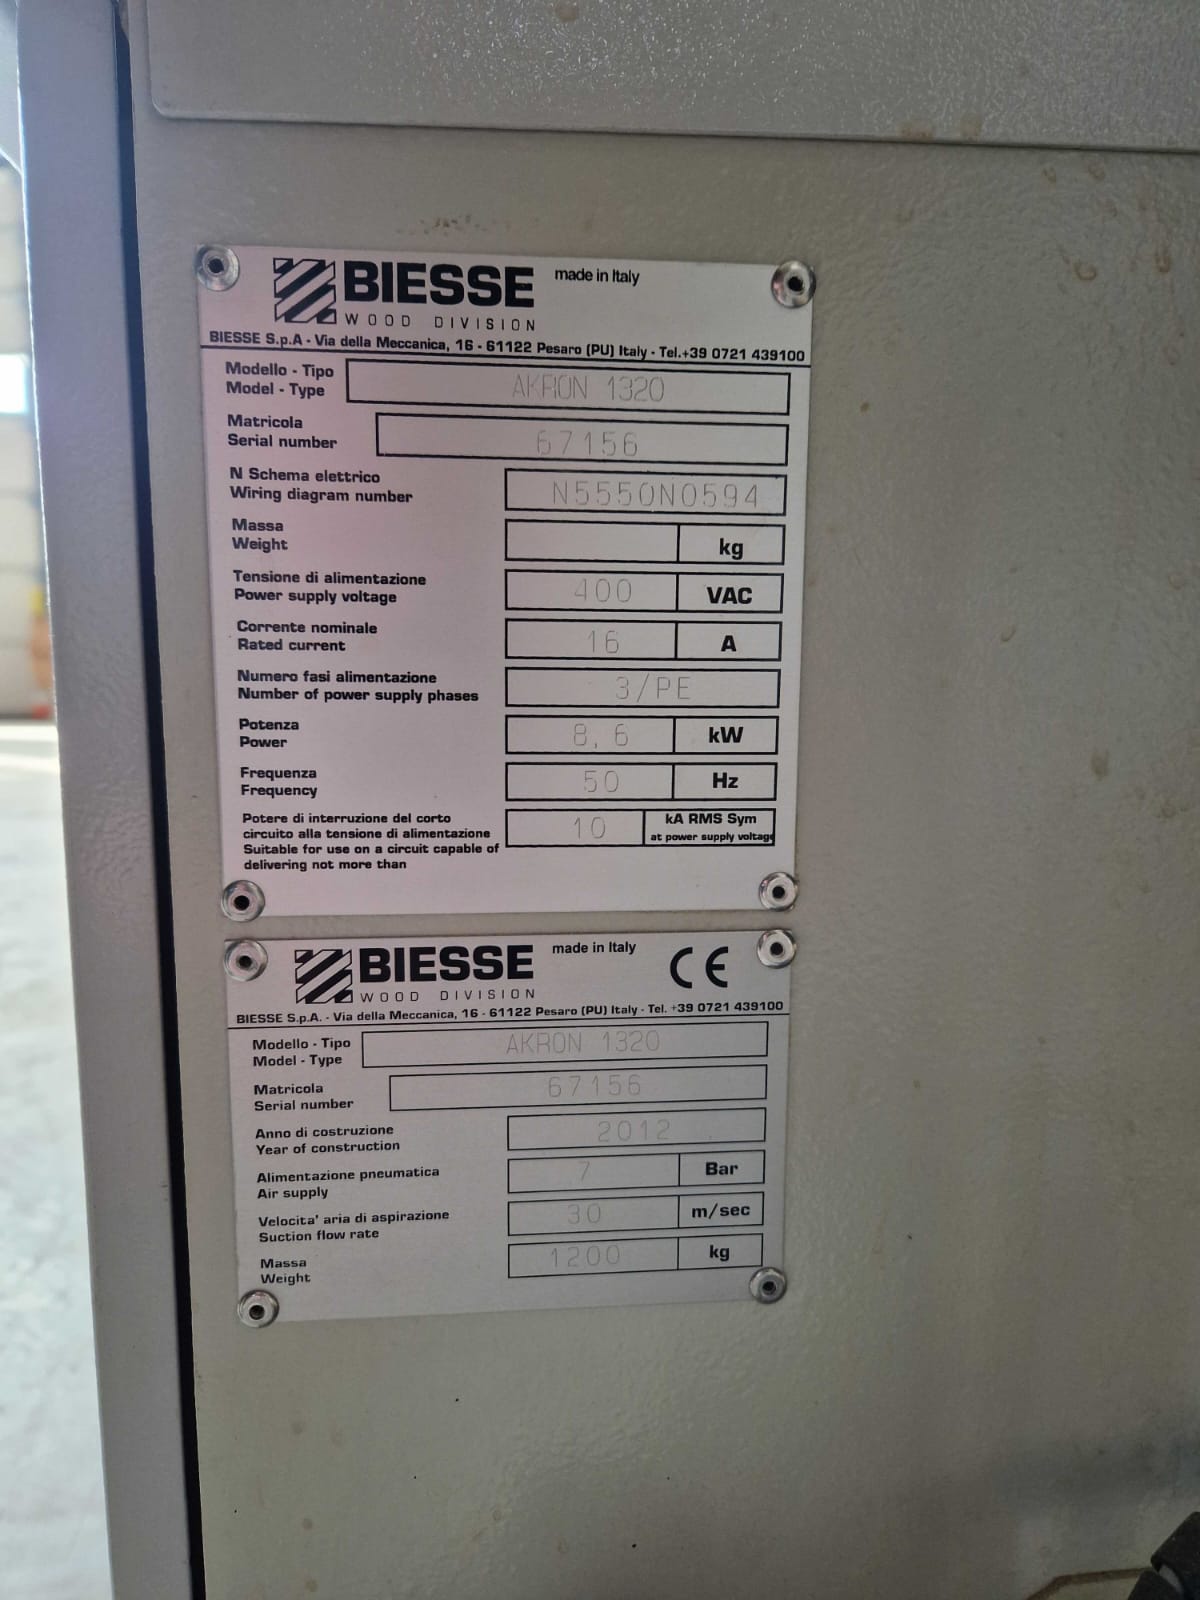 BIESSE made in Italy
WOOD DIVISION
BIESSE S.p.A - Via della Meccanica, 16 - 61122 Pesaro (PU) Italy - Tel.+39 0721 439100
Modello - Tipo
Model - Type
AKRON 1320
Matricola
Serial number
67156
N Schema elettrico
Wiring diagram number
N5550N0594
Massa
Weight
kg
Tensione di alimentazione
Power supply voltage
400 VAC
Corrente nominale
Rated current
16 A
Numero fasi alimentazione
Number of power supply phases
3/PE
Potenza
Power
8,6 kW
Frequenza
Frequency
50 Hz
Potere di interruzione del corto
circuito alla tensione di alimentazione
Suitable for use on a circuit capable of
delivering not more than
10
kA RMS Sym
at power supply voltage
BIESSE made in Italy CE
WOOD DIVISION
BIESSE S.p.A. - Via della Meccanica, 16 - 61122 Pesaro (PU) Italy - Tel. +39 0721 439100
Modello - Tipo
Model - Type
AKRON 1320
Matricola
Serial number
67156
Anno di costruzione
Year of construction
2012
Alimentazione pneumatica
Air supply
7 Bar
Velocita' aria di aspirazione
Suction flow rate
30 m/sec
Massa
Weight
1200 kg